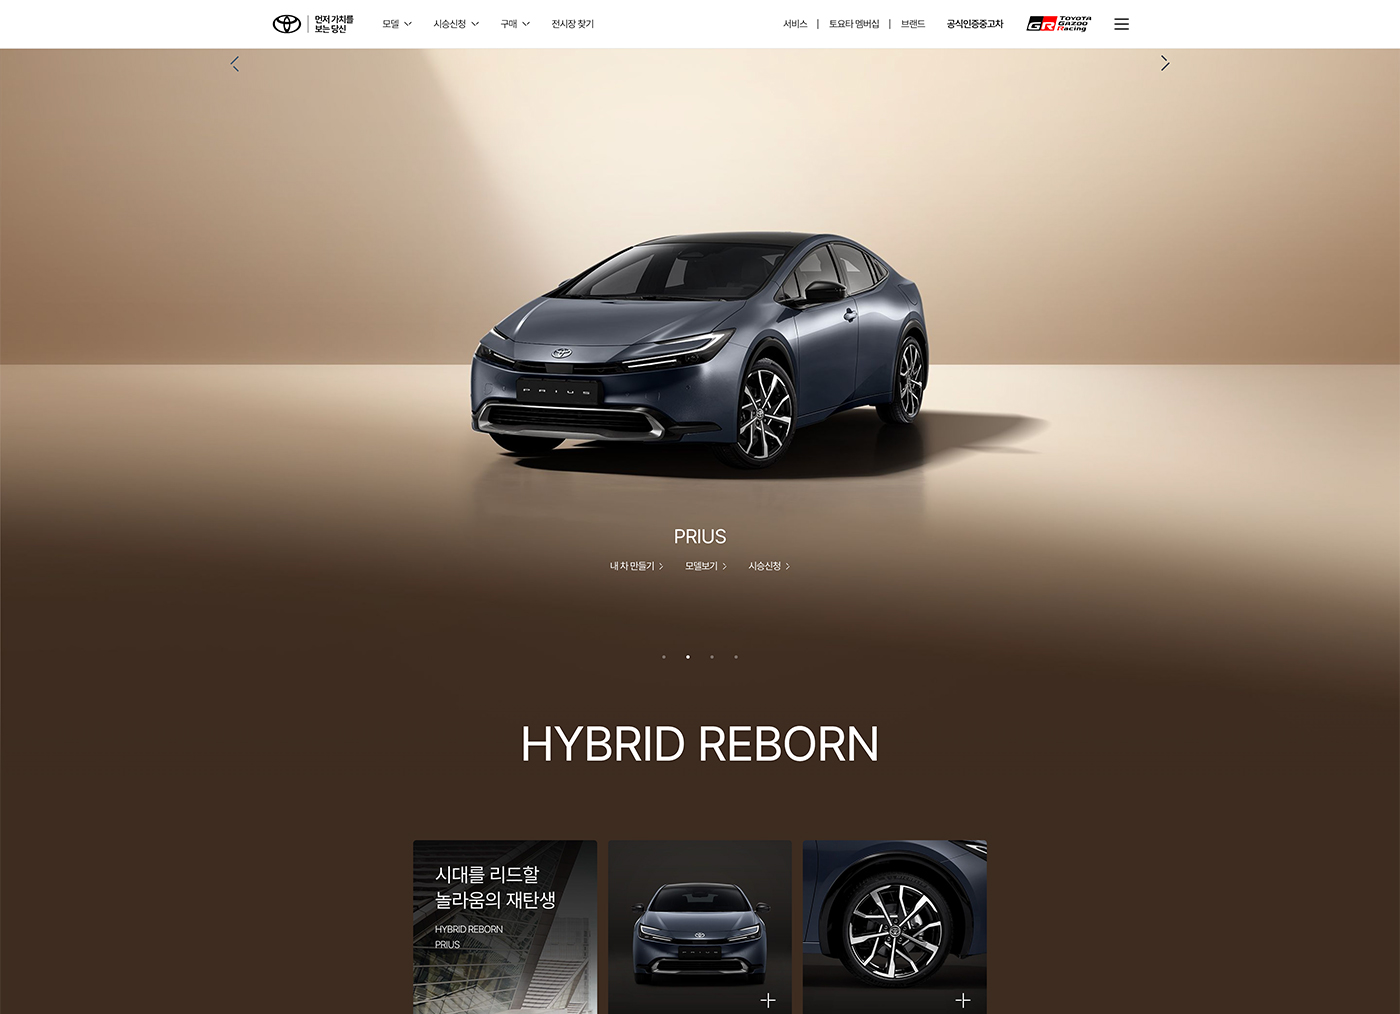 먼저 가치를
보는 당신
모델
시승신청
구매
전시장 찾기
서비스
토요타 멤버십
브랜드
공식인증중고차
GR TOYOTA
GAZOO
Racing
PRIUS
PRIUS
내 차 만들기
모델보기
시승신청
HYBRID REBORN
시대를 리드할
놀라움의 재탄생
HYBRID REBORN
PRIUS
PRIUS